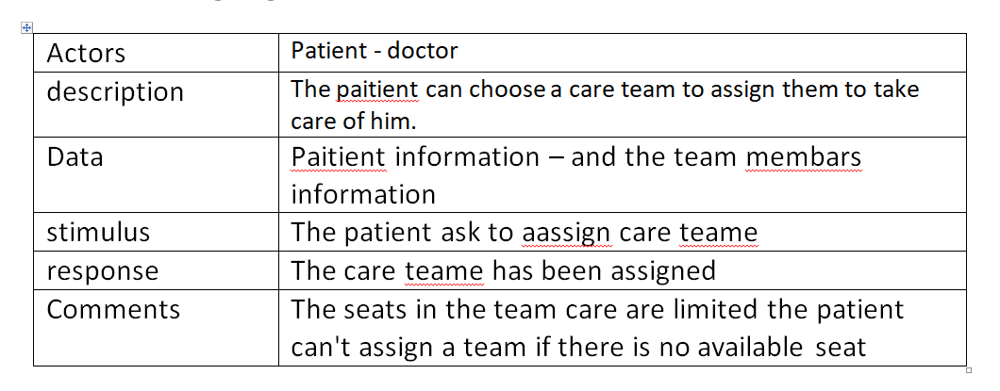 Actors
Patient - doctor
description
The paitient can choose a care team to assign them to take
care of him.
Data
Paitient information – and the team membars
information
stimulus
The patient ask to aassign care teame
response
The care teame has been assigned
Comments
The seats in the team care are limited the patient
can't assign a team if there is no available seat